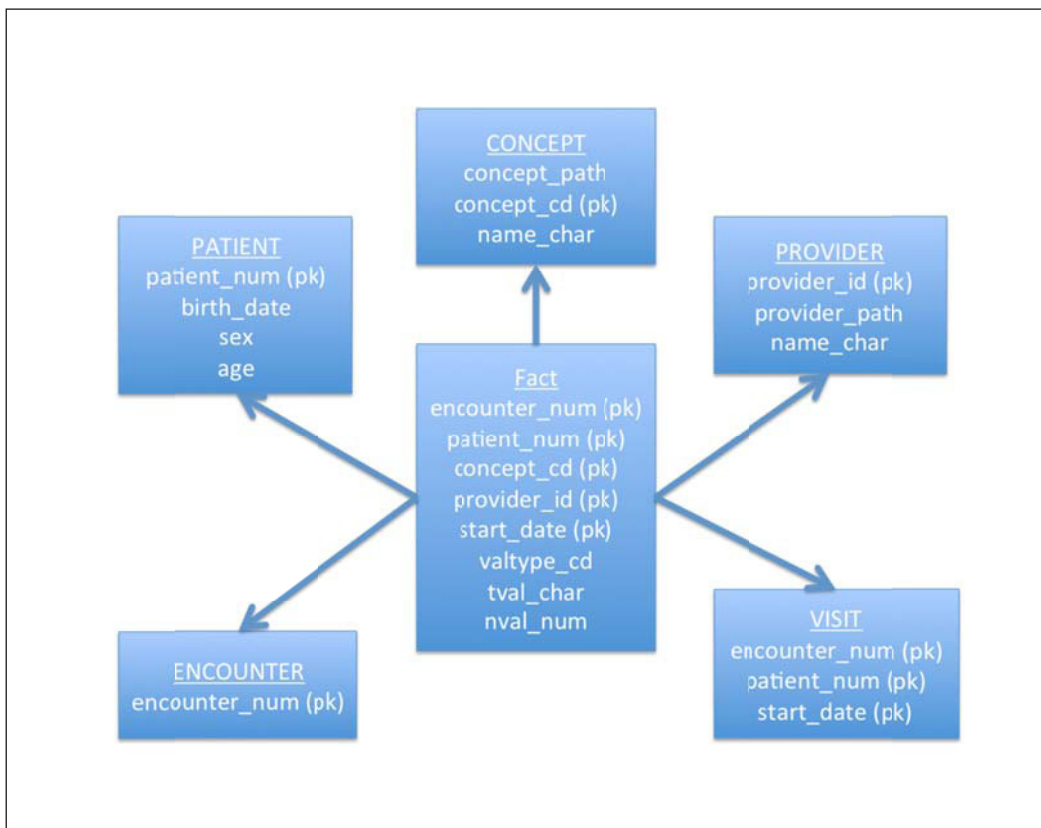 CONCEPT
concept_path
concept_cd (pk)
name_char
PATIENT
patient_num (pk)
birth_date
sex
age
PROVIDER
provider_id (pk)
provider_path
name_char
Fact
encounter_num (pk)
patient_num (pk)
concept_cd (pk)
provider_id (pk)
start_date (pk)
valtype_cd
tval_char
nval_num
ENCOUNTER
encounter_num (pk)
VISIT
encounter_num (pk)
patient_num (pk)
start_date (pk)